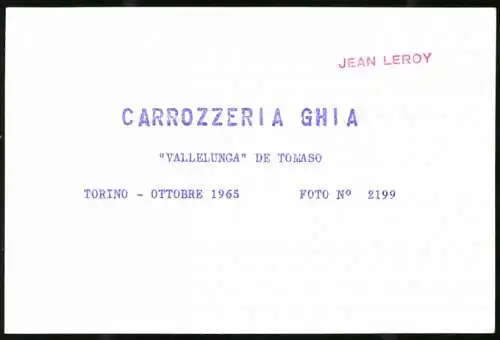 JEAN LEROY
CARROZZERIA GHIA
"VALLELUNGA" DE TOMASO
TORINO - OTTOBRE 1965 FOTO Nº 2199